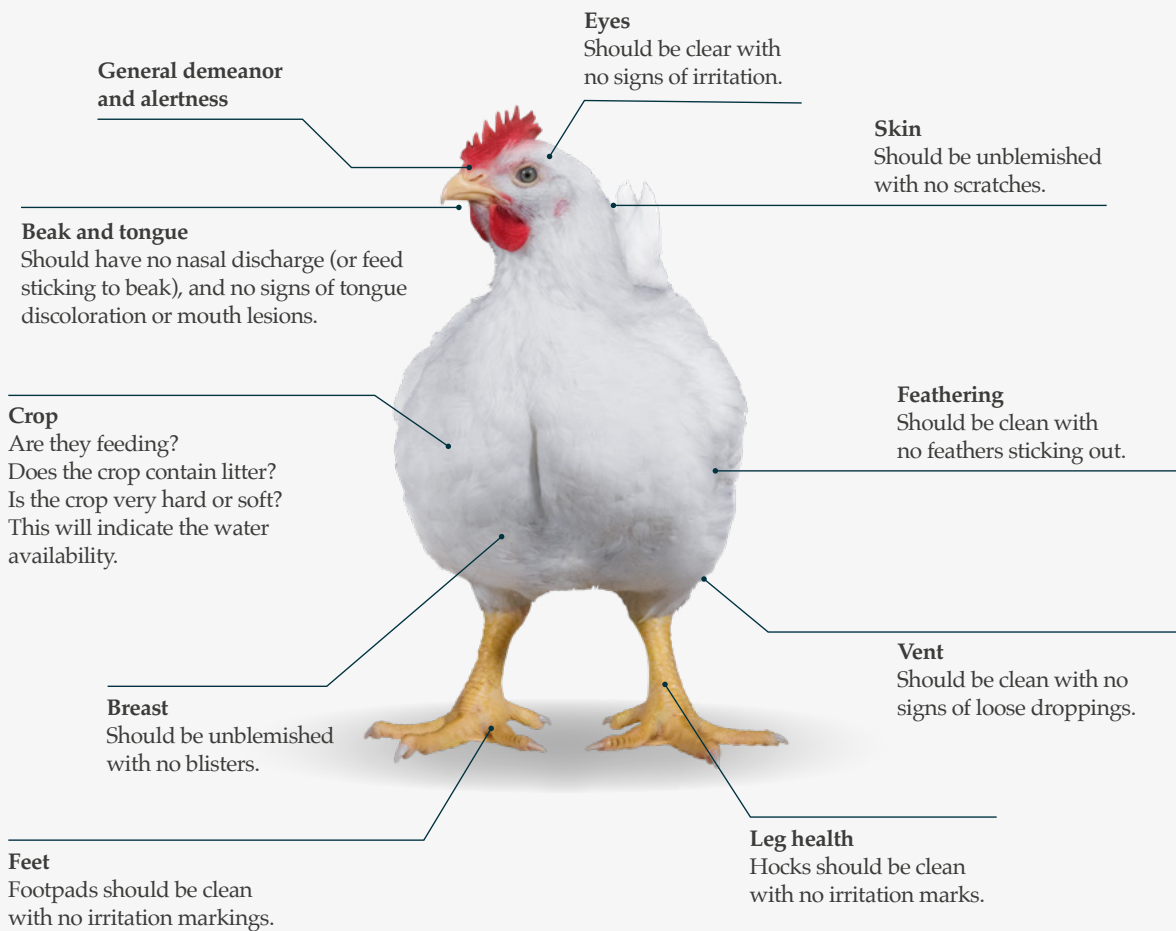 Eyes
Should be clear with
no signs of irritation.
General demeanor
and alertness
Skin
Should be unblemished
with no scratches.
Beak and tongue
Should have no nasal discharge (or feed
sticking to beak), and no signs of tongue
discoloration or mouth lesions.
Feathering
Should be clean with
no feathers sticking out.
Crop
Are they feeding?
Does the crop contain litter?
Is the crop very hard or soft?
This will indicate the water
availability.
Vent
Should be clean with no
signs of loose droppings.
Breast
Should be unblemished
with no blisters.
Leg health
Hocks should be clean
with no irritation marks.
Feet
Footpads should be clean
with no irritation markings.